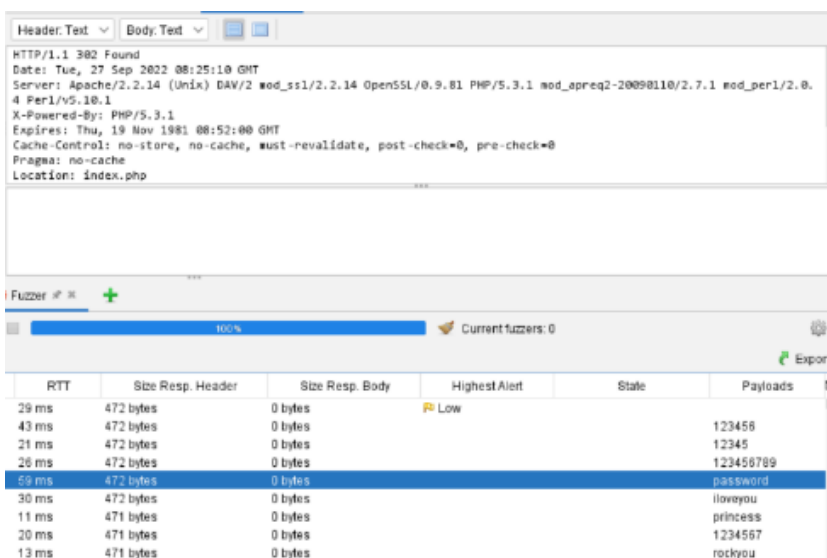 Header: Text Body: Text
HTTP/1.1 302 Found
Date: Tue, 27 Sep 2022 08:25:10 GMT
Server: Apache/2.2.14 (Unix) DAV/2 mod_ssl/2.2.14 OpenSSL/0.9.8l PHP/5.3.1 mod_apreq2-20090110/2.7.1 mod_perl/2.0.
4 Perl/v5.10.1
X-Powered-By: PHP/5.3.1
Expires: Thu, 19 Nov 1981 08:52:00 GMT
Cache-Control: no-store, no-cache, must-revalidate, post-check=0, pre-check=0
Pragma: no-cache
Location: index.php
Fuzzer
100% Current fuzzers: 0
Expor
RTT Size Resp. Header Size Resp. Body Highest Alert State Payloads
29 ms 472 bytes 0 bytes Low
43 ms 472 bytes 0 bytes 123456
21 ms 472 bytes 0 bytes 12345
26 ms 472 bytes 0 bytes 123456789
59 ms 472 bytes 0 bytes password
30 ms 472 bytes 0 bytes iloveyou
11 ms 471 bytes 0 bytes princess
20 ms 471 bytes 0 bytes 1234567
13 ms 471 bytes 0 bytes rockyou